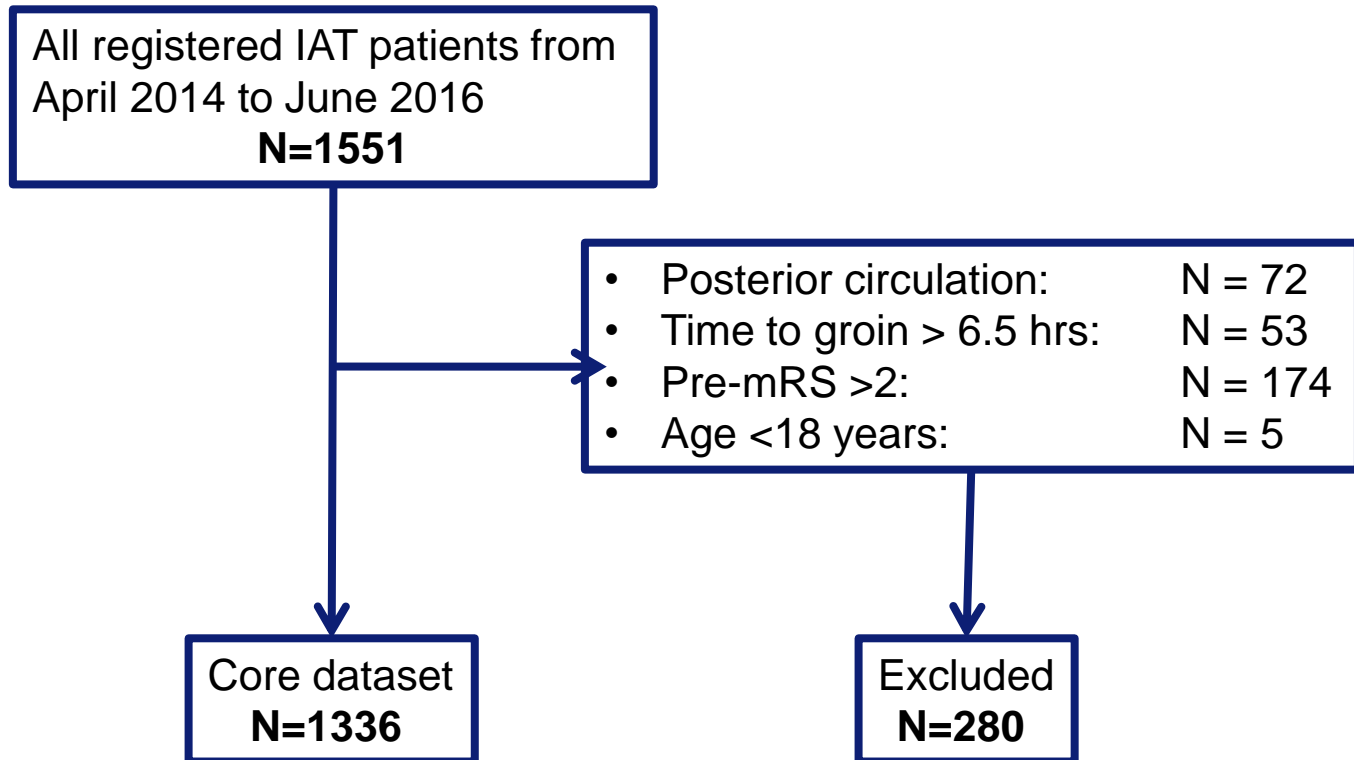 All registered IAT patients from
April 2014 to June 2016
N=1551
• Posterior circulation: N = 72
• Time to groin > 6.5 hrs: N = 53
• Pre-mRS >2: N = 174
• Age <18 years: N = 5
Core dataset
N=1336
Excluded
N=280